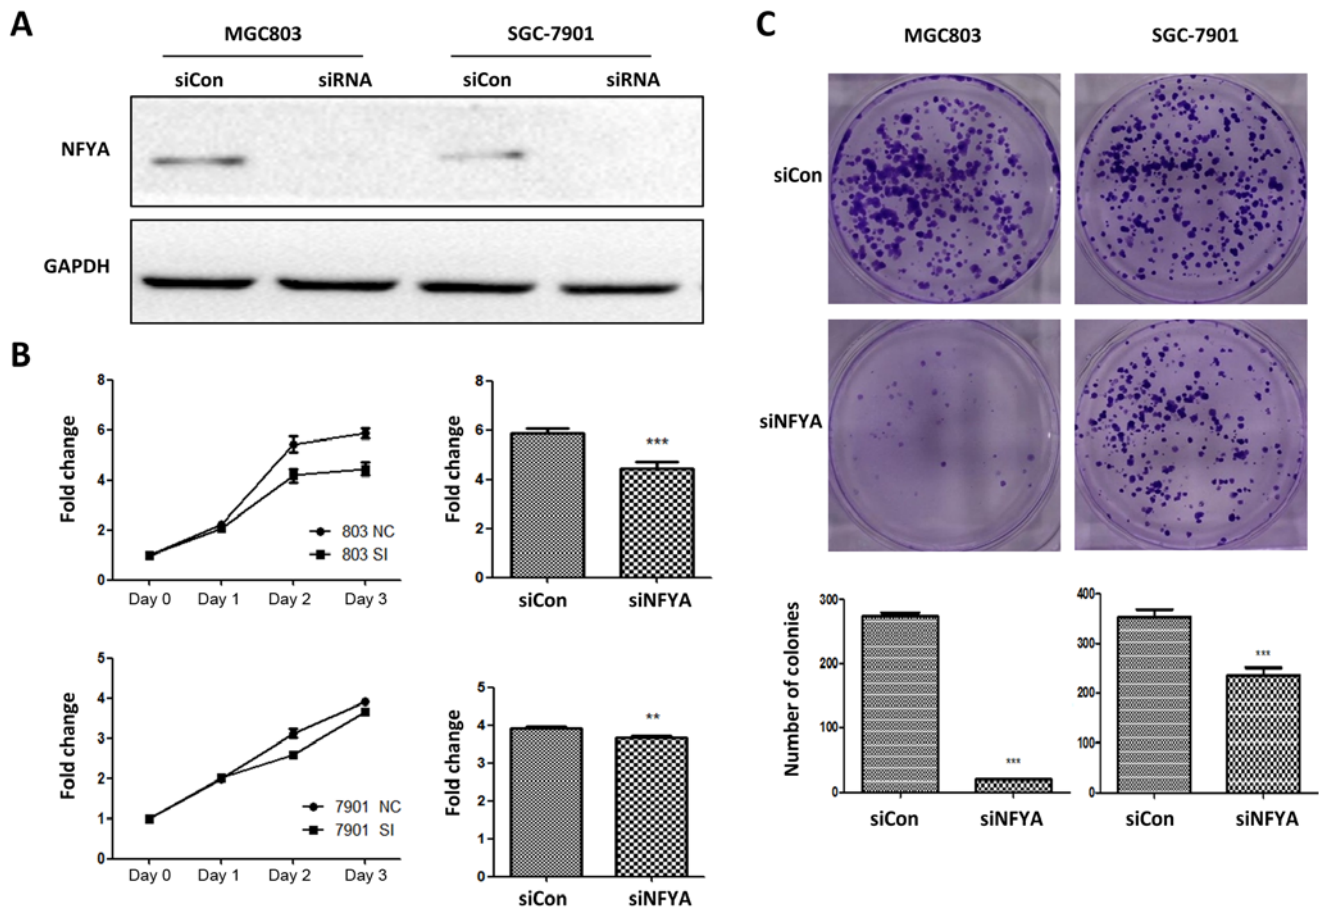 A
MGC803 SGC-7901
siCon siRNA siCon siRNA
NFYA
GAPDH
B
8
6
4
2
0
Fold change
Day 0 Day 1 Day 2 Day 3
803 NC
803 SI
8
6
4
2
0
Fold change
***
siCon siNFYA
5
4
3
2
1
0
Fold change
Day 0 Day 1 Day 2 Day 3
7901 NC
7901 SI
5
4
3
2
1
0
Fold change
**
siCon siNFYA
C
MGC803 SGC-7901
siCon
siNFYA
300
200
100
0
Number of colonies
***
siCon siNFYA
400
300
200
100
0
***
siCon siNFYA